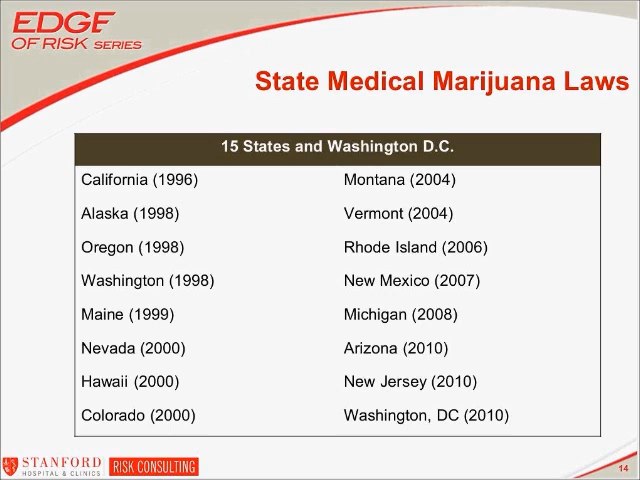 EDGE
OF RISK SERIES
State Medical Marijuana Laws
15 States and Washington D.C.
California (1996)
Alaska (1998)
Oregon (1998)
Washington (1998)
Maine (1999)
Nevada (2000)
Hawaii (2000)
Colorado (2000)
Montana (2004)
Vermont (2004)
Rhode Island (2006)
New Mexico (2007)
Michigan (2008)
Arizona (2010)
New Jersey (2010)
Washington, DC (2010)
STANFORD
HOSPITAL & CLINICS
RISK CONSULTING
14